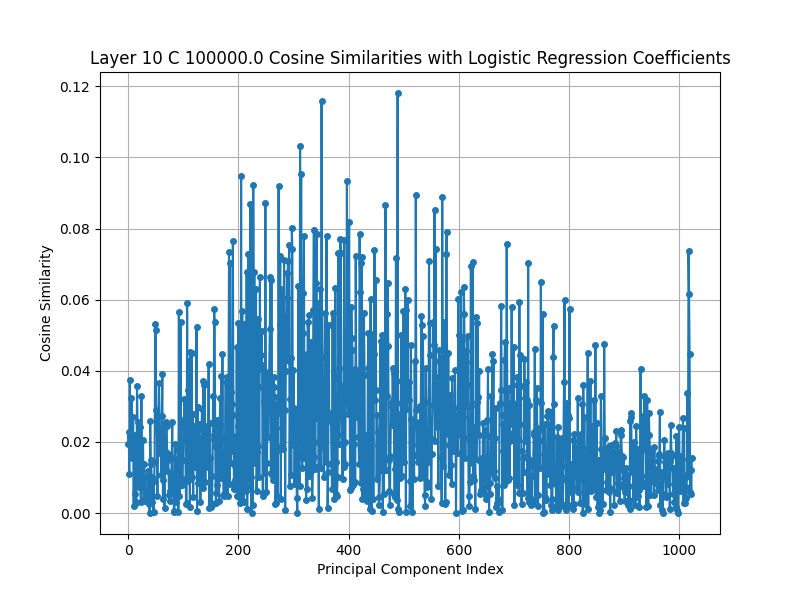 Layer 10 C 100000.0 Cosine Similarities with Logistic Regression Coefficients
0.12
0.10
0.08
0.06
0.04
0.02
0.00
Cosine Similarity
0 200 400 600 800 1000
Principal Component Index